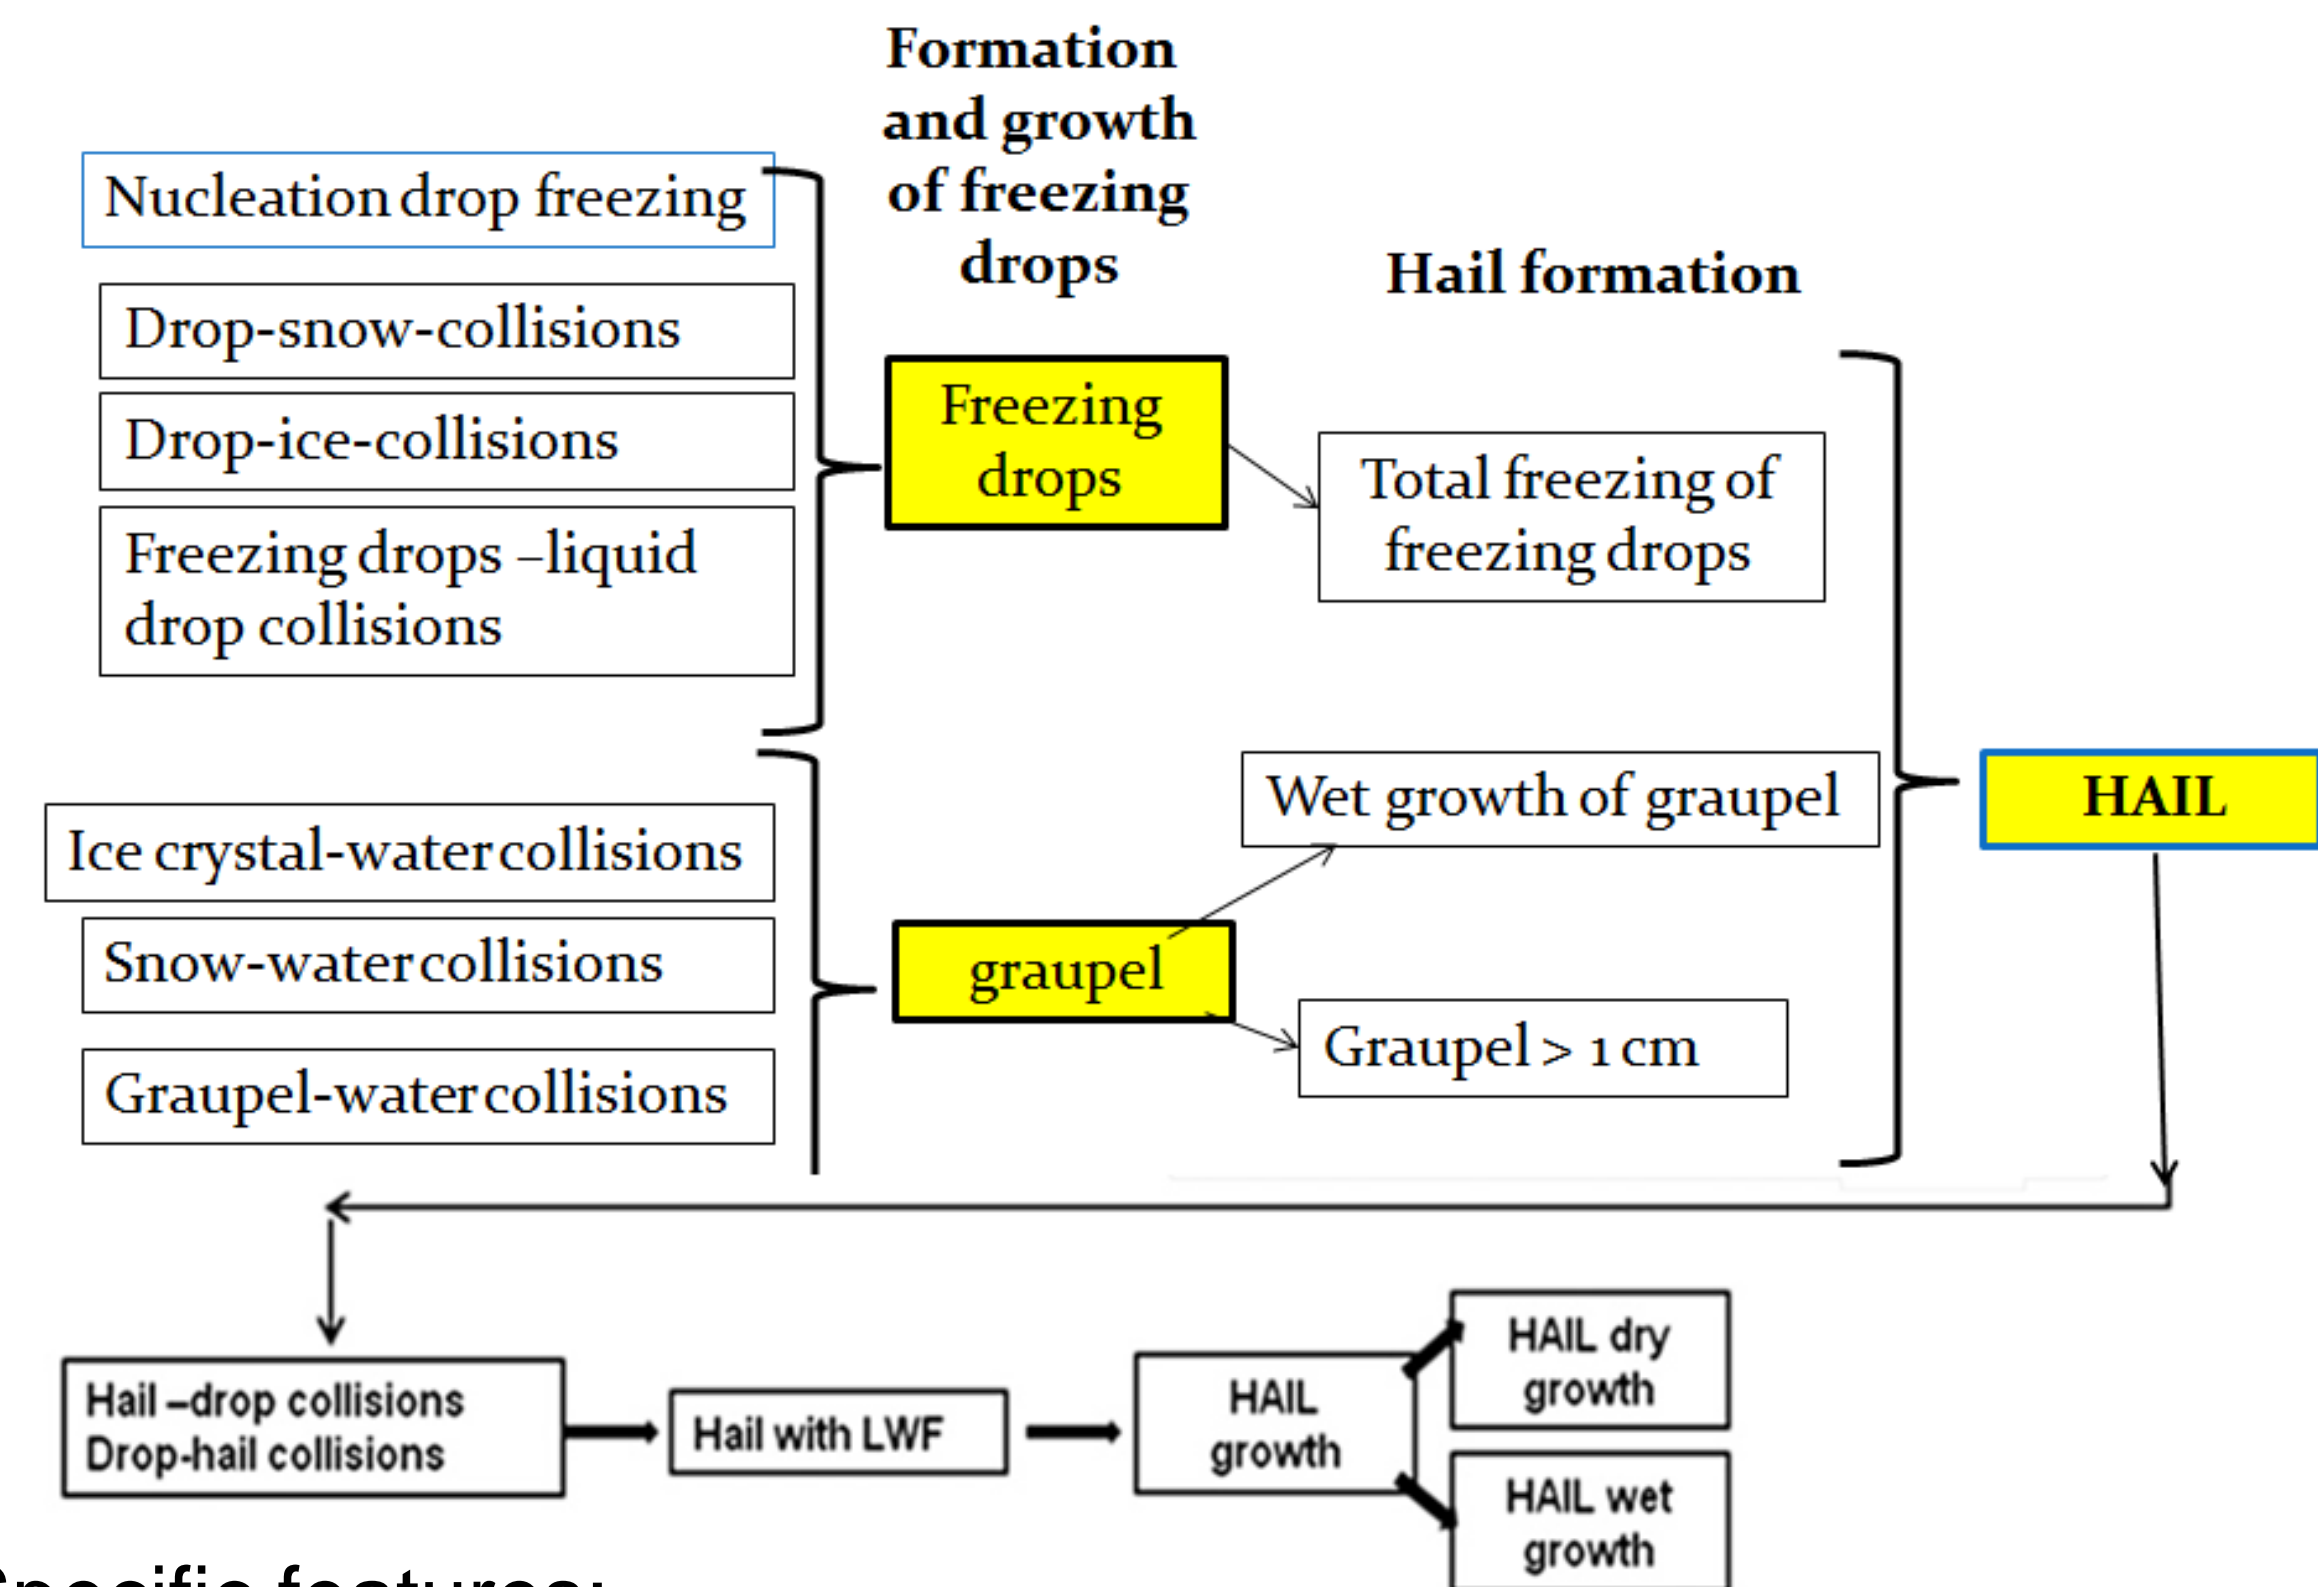 Formation
and growth
of freezing
drops
Hail formation
Nucleation drop freezing
Drop-snow-collisions
Drop-ice-collisions
Freezing drops –liquid
drop collisions
Freezing
drops
Total freezing of
freezing drops
Wet growth of graupel
HAIL
Ice crystal-water collisions
Snow-water collisions
Graupel-water collisions
graupel
Graupel > 1 cm
Hail –drop collisions
Drop-hail collisions
Hail with LWF
HAIL
growth
HAIL dry
growth
HAIL wet
growth
Specific features: